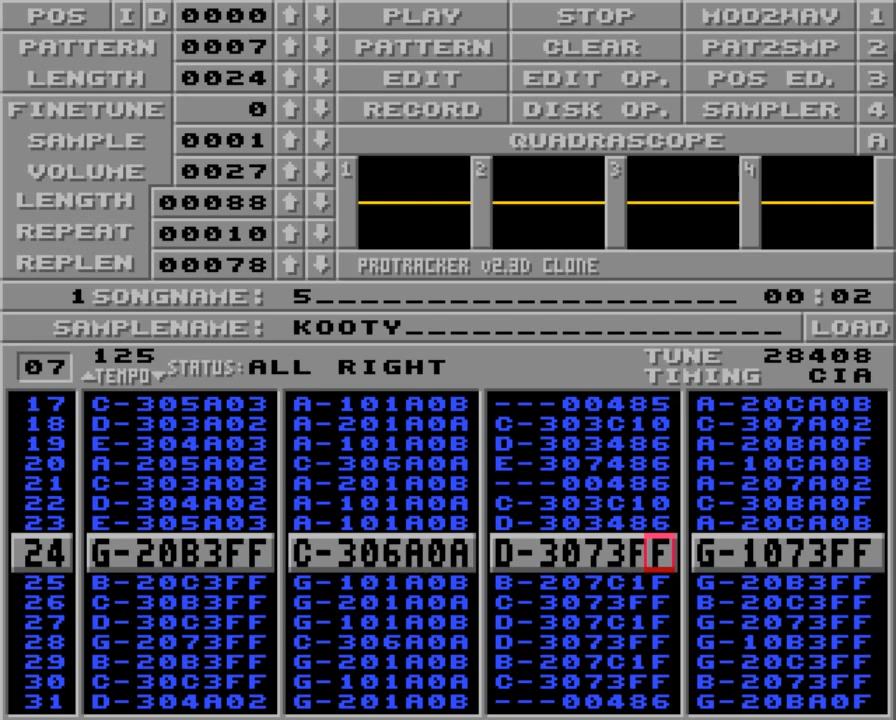 POS I D 0000 PLAY STOP MOD2WAV 1
PATTERN 0007 PATTERN CLEAR PAT2SMP 2
LENGTH 0024 EDIT EDIT OP. POS ED. 3
FINETUNE 0 RECORD DISK OP. SAMPLER 4
SAMPLE 0001 QUADRASCOPE A
VOLUME 0027 1 2 3 4
LENGTH 00088
REPEAT 00010
REPLEN 00078 PROTRACKER v2.3D CLONE
1 SONGNAME: 5___________________ 00:02
SAMPLENAME: KOOTY_________________ LOAD
07 125 TEMPO STATUS: ALL RIGHT TUNE 28408
TIMING CIA
17 C-305A03 A-101A0B ---00485 A-20CA0B
18 D-303A02 A-201A0A C-303C10 C-307A02
19 E-304A03 A-101A0A D-303486 A-20BA0F
20 A-205A02 C-306A0A E-307486 A-10CA0B
21 C-303A03 A-201A0A ---00486 A-207A02
22 D-304A02 A-101A0A C-303C10 C-30BA0F
23 E-305A03 A-101A0A D-303486 A-20CA0B
24 G-20B3FF C-306A0A D-3073FF G-1073FF
25 B-20C3FF G-101A0B B-207C1F G-20B3FF
26 C-30B3FF G-201A0B C-3073FF B-20C3FF
27 D-30C3FF G-101A0B D-307C1F G-2073FF
28 G-2073FF C-306A0A D-3073FF G-10B3FF
29 B-20B3FF G-201A0B B-207C1F G-20C3FF
30 C-30C3FF G-101A0A C-3073FF B-2073FF
31 D-304A02 G-201A0B ---00486 G-20BA0F